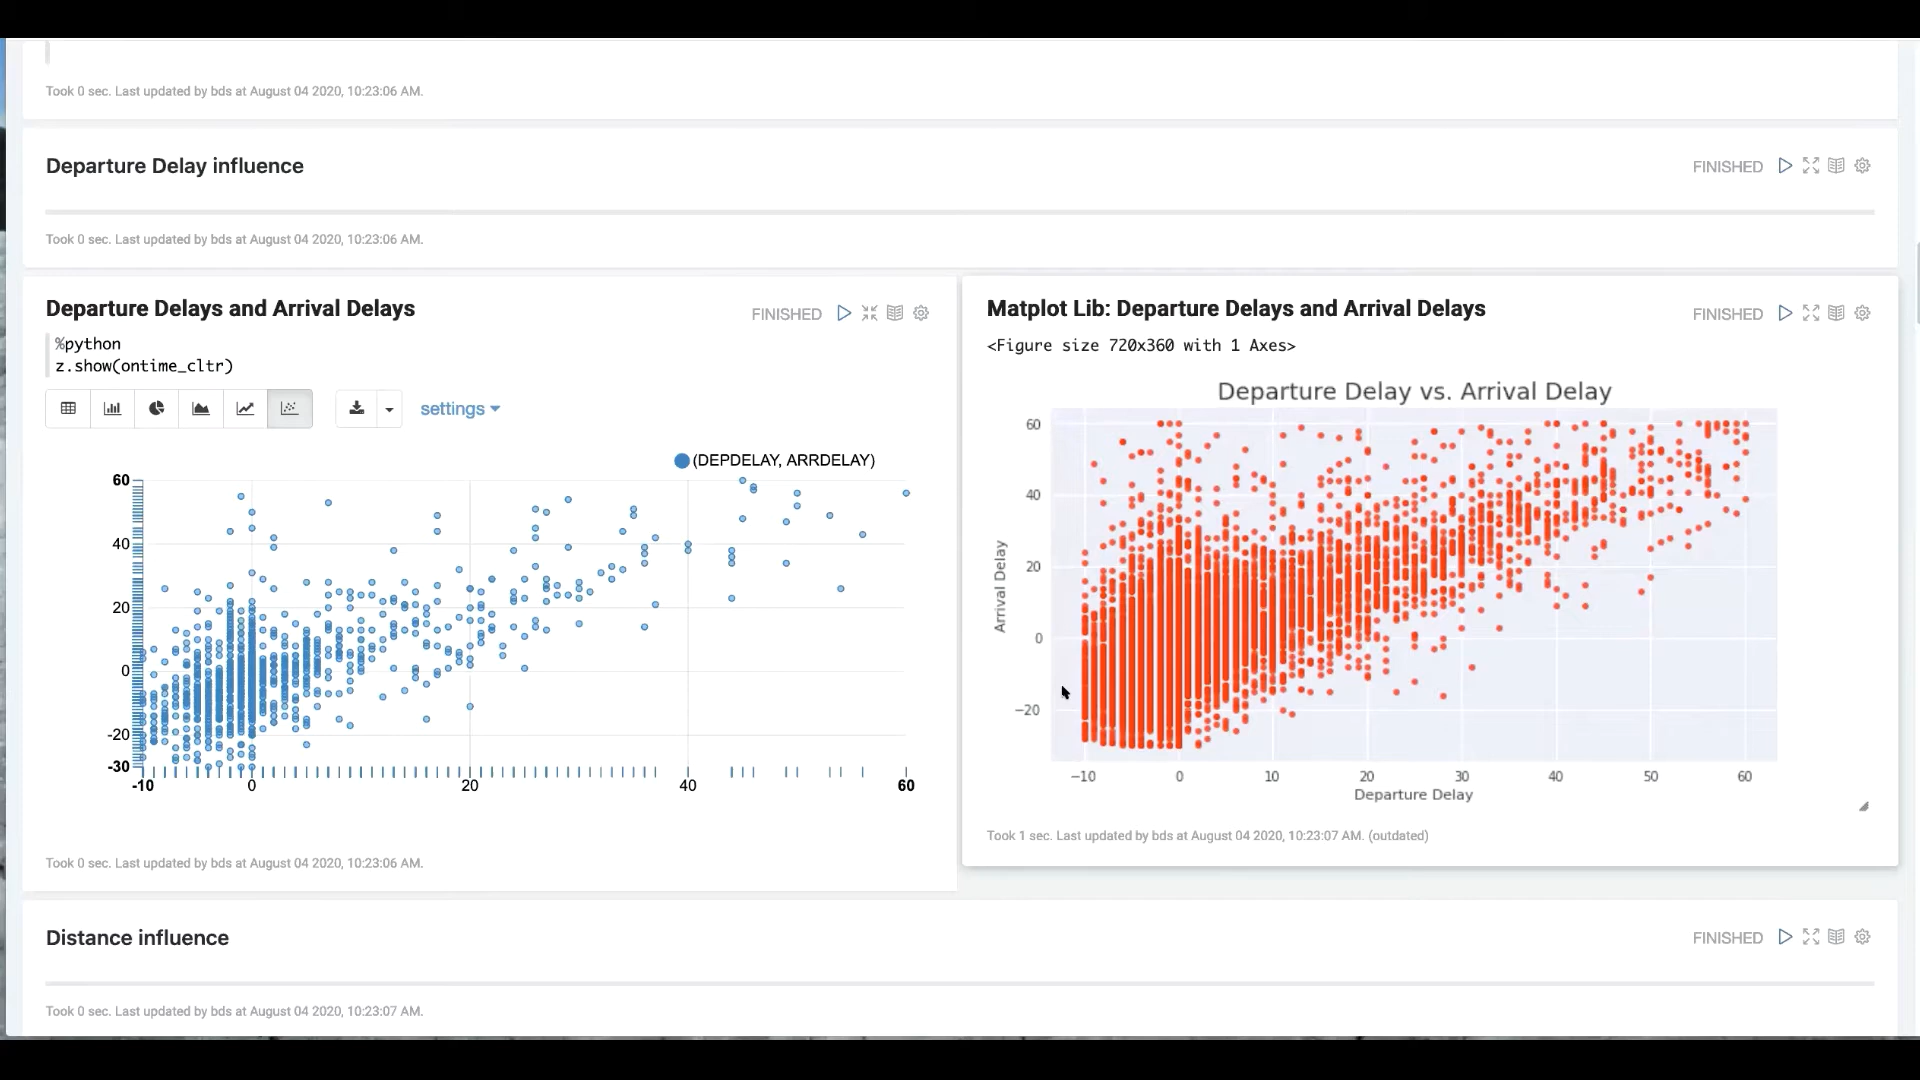 Took 0 sec. Last updated by bds at August 04 2020, 10:23:06 AM.
Departure Delay influence
FINISHED
Took 0 sec. Last updated by bds at August 04 2020, 10:23:06 AM.
Departure Delays and Arrival Delays
FINISHED
%python
z.show(ontime_cltr)
settings
(DEPDELAY, ARRDELAY)
60
40
20
0
-20
-30
-10
0
20
40
60
Took 0 sec. Last updated by bds at August 04 2020, 10:23:06 AM.
Matplot Lib: Departure Delays and Arrival Delays
FINISHED
<Figure size 720x360 with 1 Axes>
Departure Delay vs. Arrival Delay
Arrival Delay
60
40
20
0
−20
−10
0
10
20
30
40
50
60
Departure Delay
Took 1 sec. Last updated by bds at August 04 2020, 10:23:07 AM. (outdated)
Distance influence
FINISHED
Took 0 sec. Last updated by bds at August 04 2020, 10:23:07 AM.